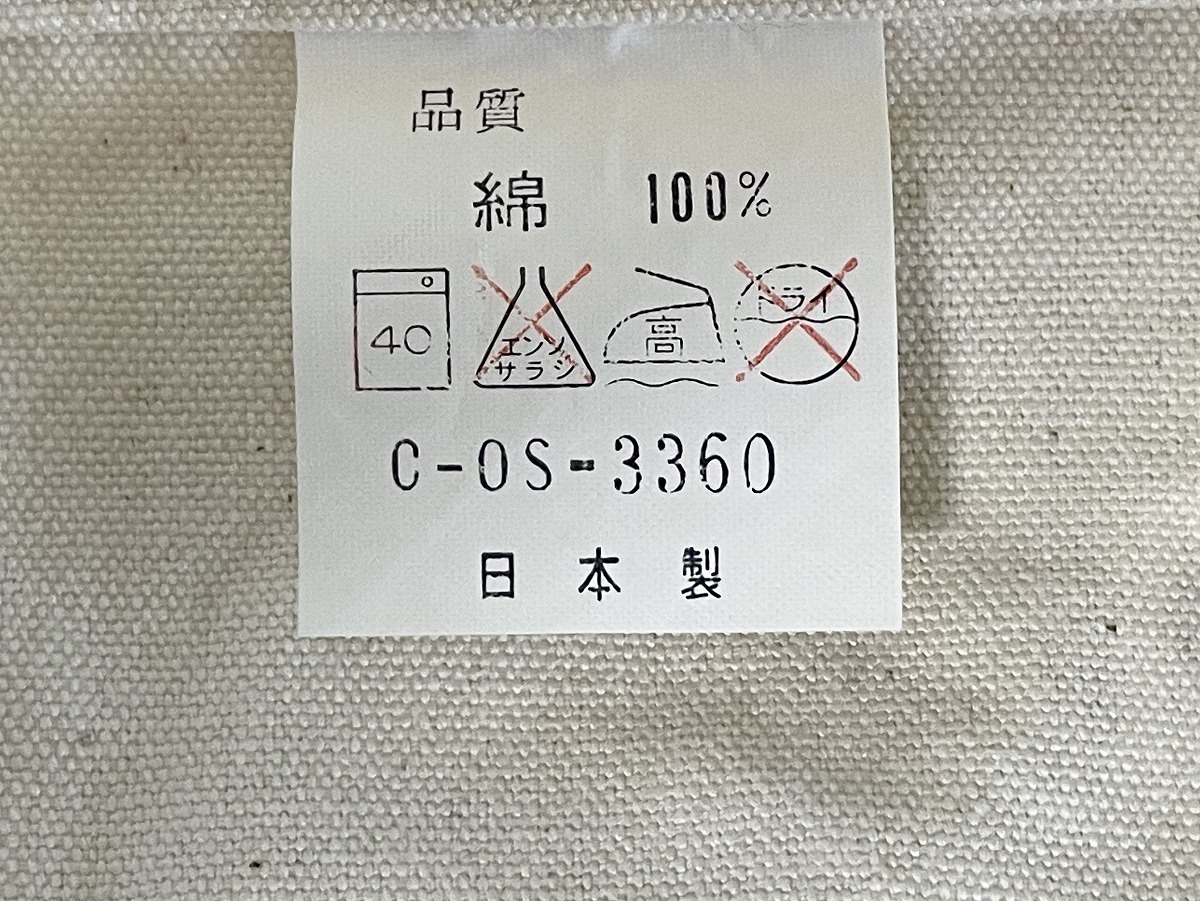 品質
綿 100%
40 エンソサラシ 高 ドライ
C-OS-3360
日本製